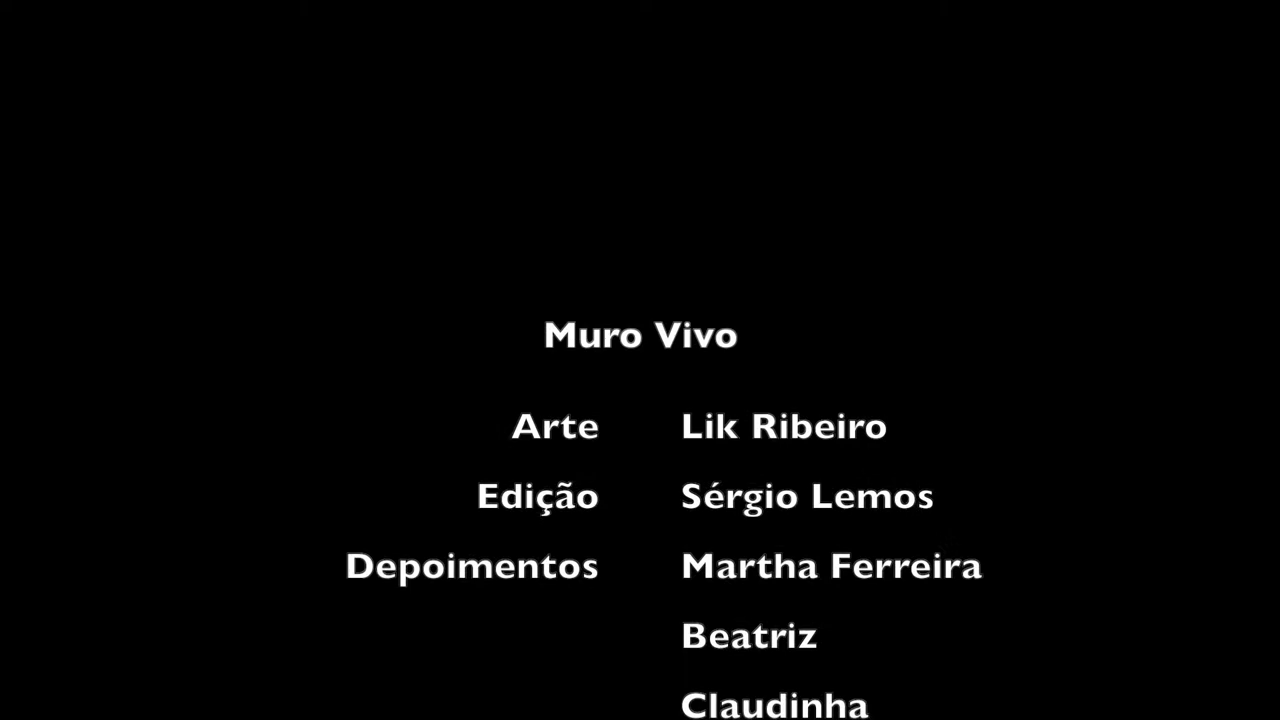 Muro Vivo
Arte Lik Ribeiro
Edição Sérgio Lemos
Depoimentos Martha Ferreira
Beatriz
Claudinha